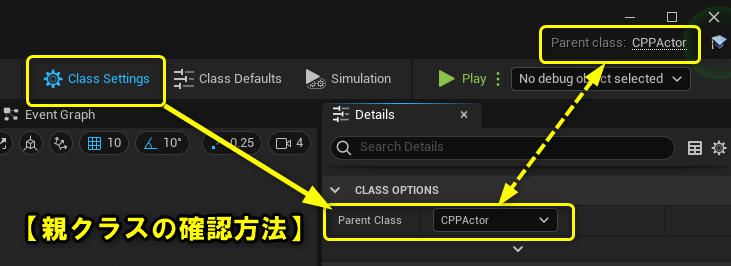 Parent class: CPPActor
Class Settings
Class Defaults
Simulation
Play
No debug object selected
Event Graph
Details
10
10°
0.25
4
Search Details
CLASS OPTIONS
Parent Class
CPPActor
【親クラスの確認方法】